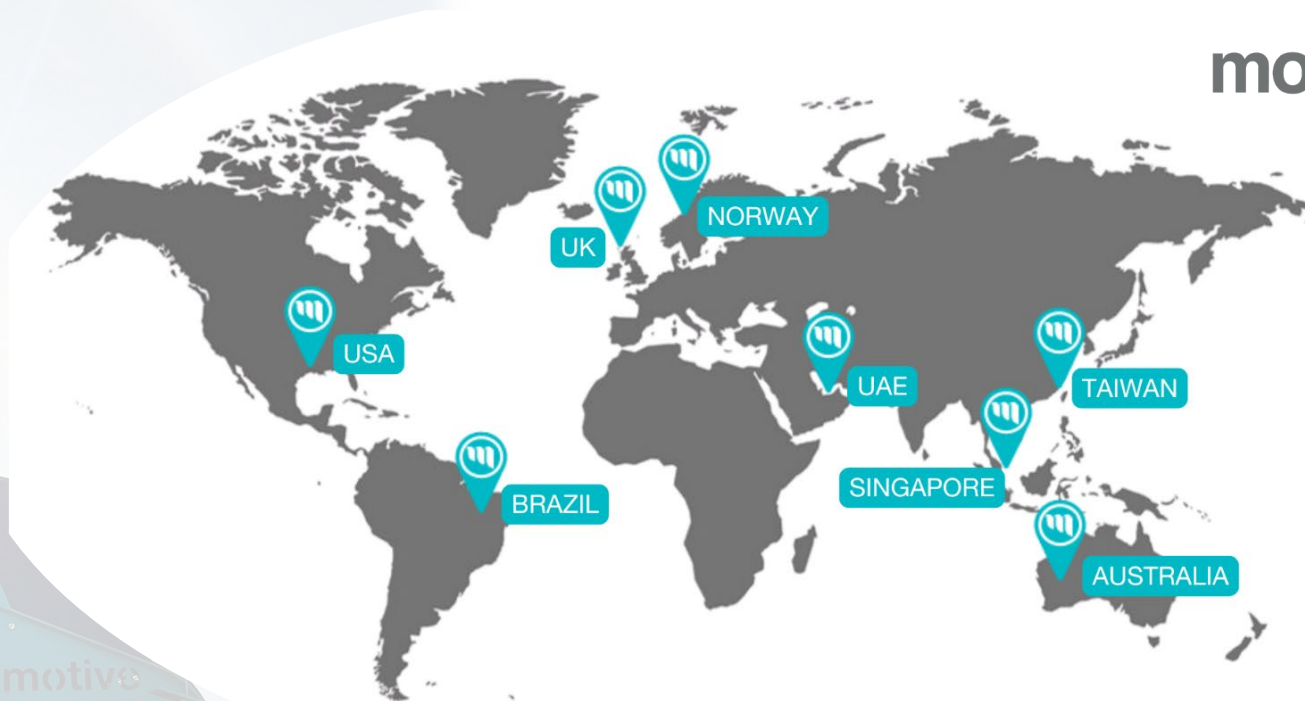 mo
NORWAY
UK
USA
UAE
TAIWAN
SINGAPORE
BRAZIL
AUSTRALIA
motive